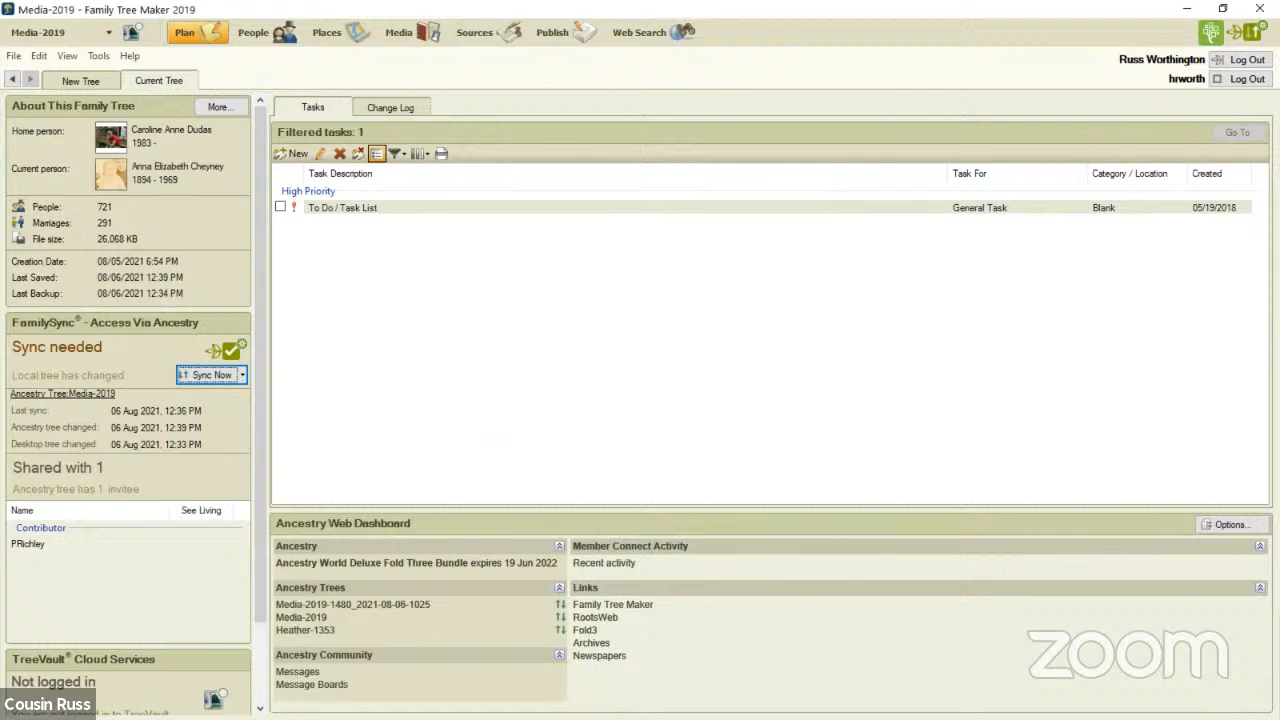 Media-2019 - Family Tree Maker 2019
Media-2019 Plan People Places Media Sources Publish Web Search
File Edit View Tools Help
Russ Worthington Log Out
hrworth Log Out
New Tree Current Tree
About This Family Tree More...
Home person: Caroline Anne Dudas
1983 -
Current person: Anna Elizabeth Cheyney
1894 - 1969
People: 721
Marriages: 291
File size: 26,068 KB
Creation Date: 08/05/2021 6:54 PM
Last Saved: 08/06/2021 12:39 PM
Last Backup: 08/06/2021 12:34 PM
FamilySync® - Access Via Ancestry
Sync needed
Local tree has changed Sync Now
Ancestry Tree:Media-2019
Last sync: 06 Aug 2021, 12:36 PM
Ancestry tree changed: 06 Aug 2021, 12:39 PM
Desktop tree changed 06 Aug 2021, 12:33 PM
Shared with 1
Ancestry tree has 1 invitee
Name See Living
Contributor
PRichley
TreeVault® Cloud Services
Not logged in
Cousin Russ
Tasks Change Log
Filtered tasks: 1 Go To
New
Task Description Task For Category / Location Created
High Priority
To Do / Task List General Task Blank 05/19/2018
Ancestry Web Dashboard Options...
Ancestry
Ancestry World Deluxe Fold Three Bundle expires 19 Jun 2022
Ancestry Trees
Media-2019-1480_2021-08-06-1025
Media-2019
Heather-1353
Ancestry Community
Messages
Message Boards
Member Connect Activity
Recent activity
Links
Family Tree Maker
RootsWeb
Fold3
Archives
Newspapers
zoom